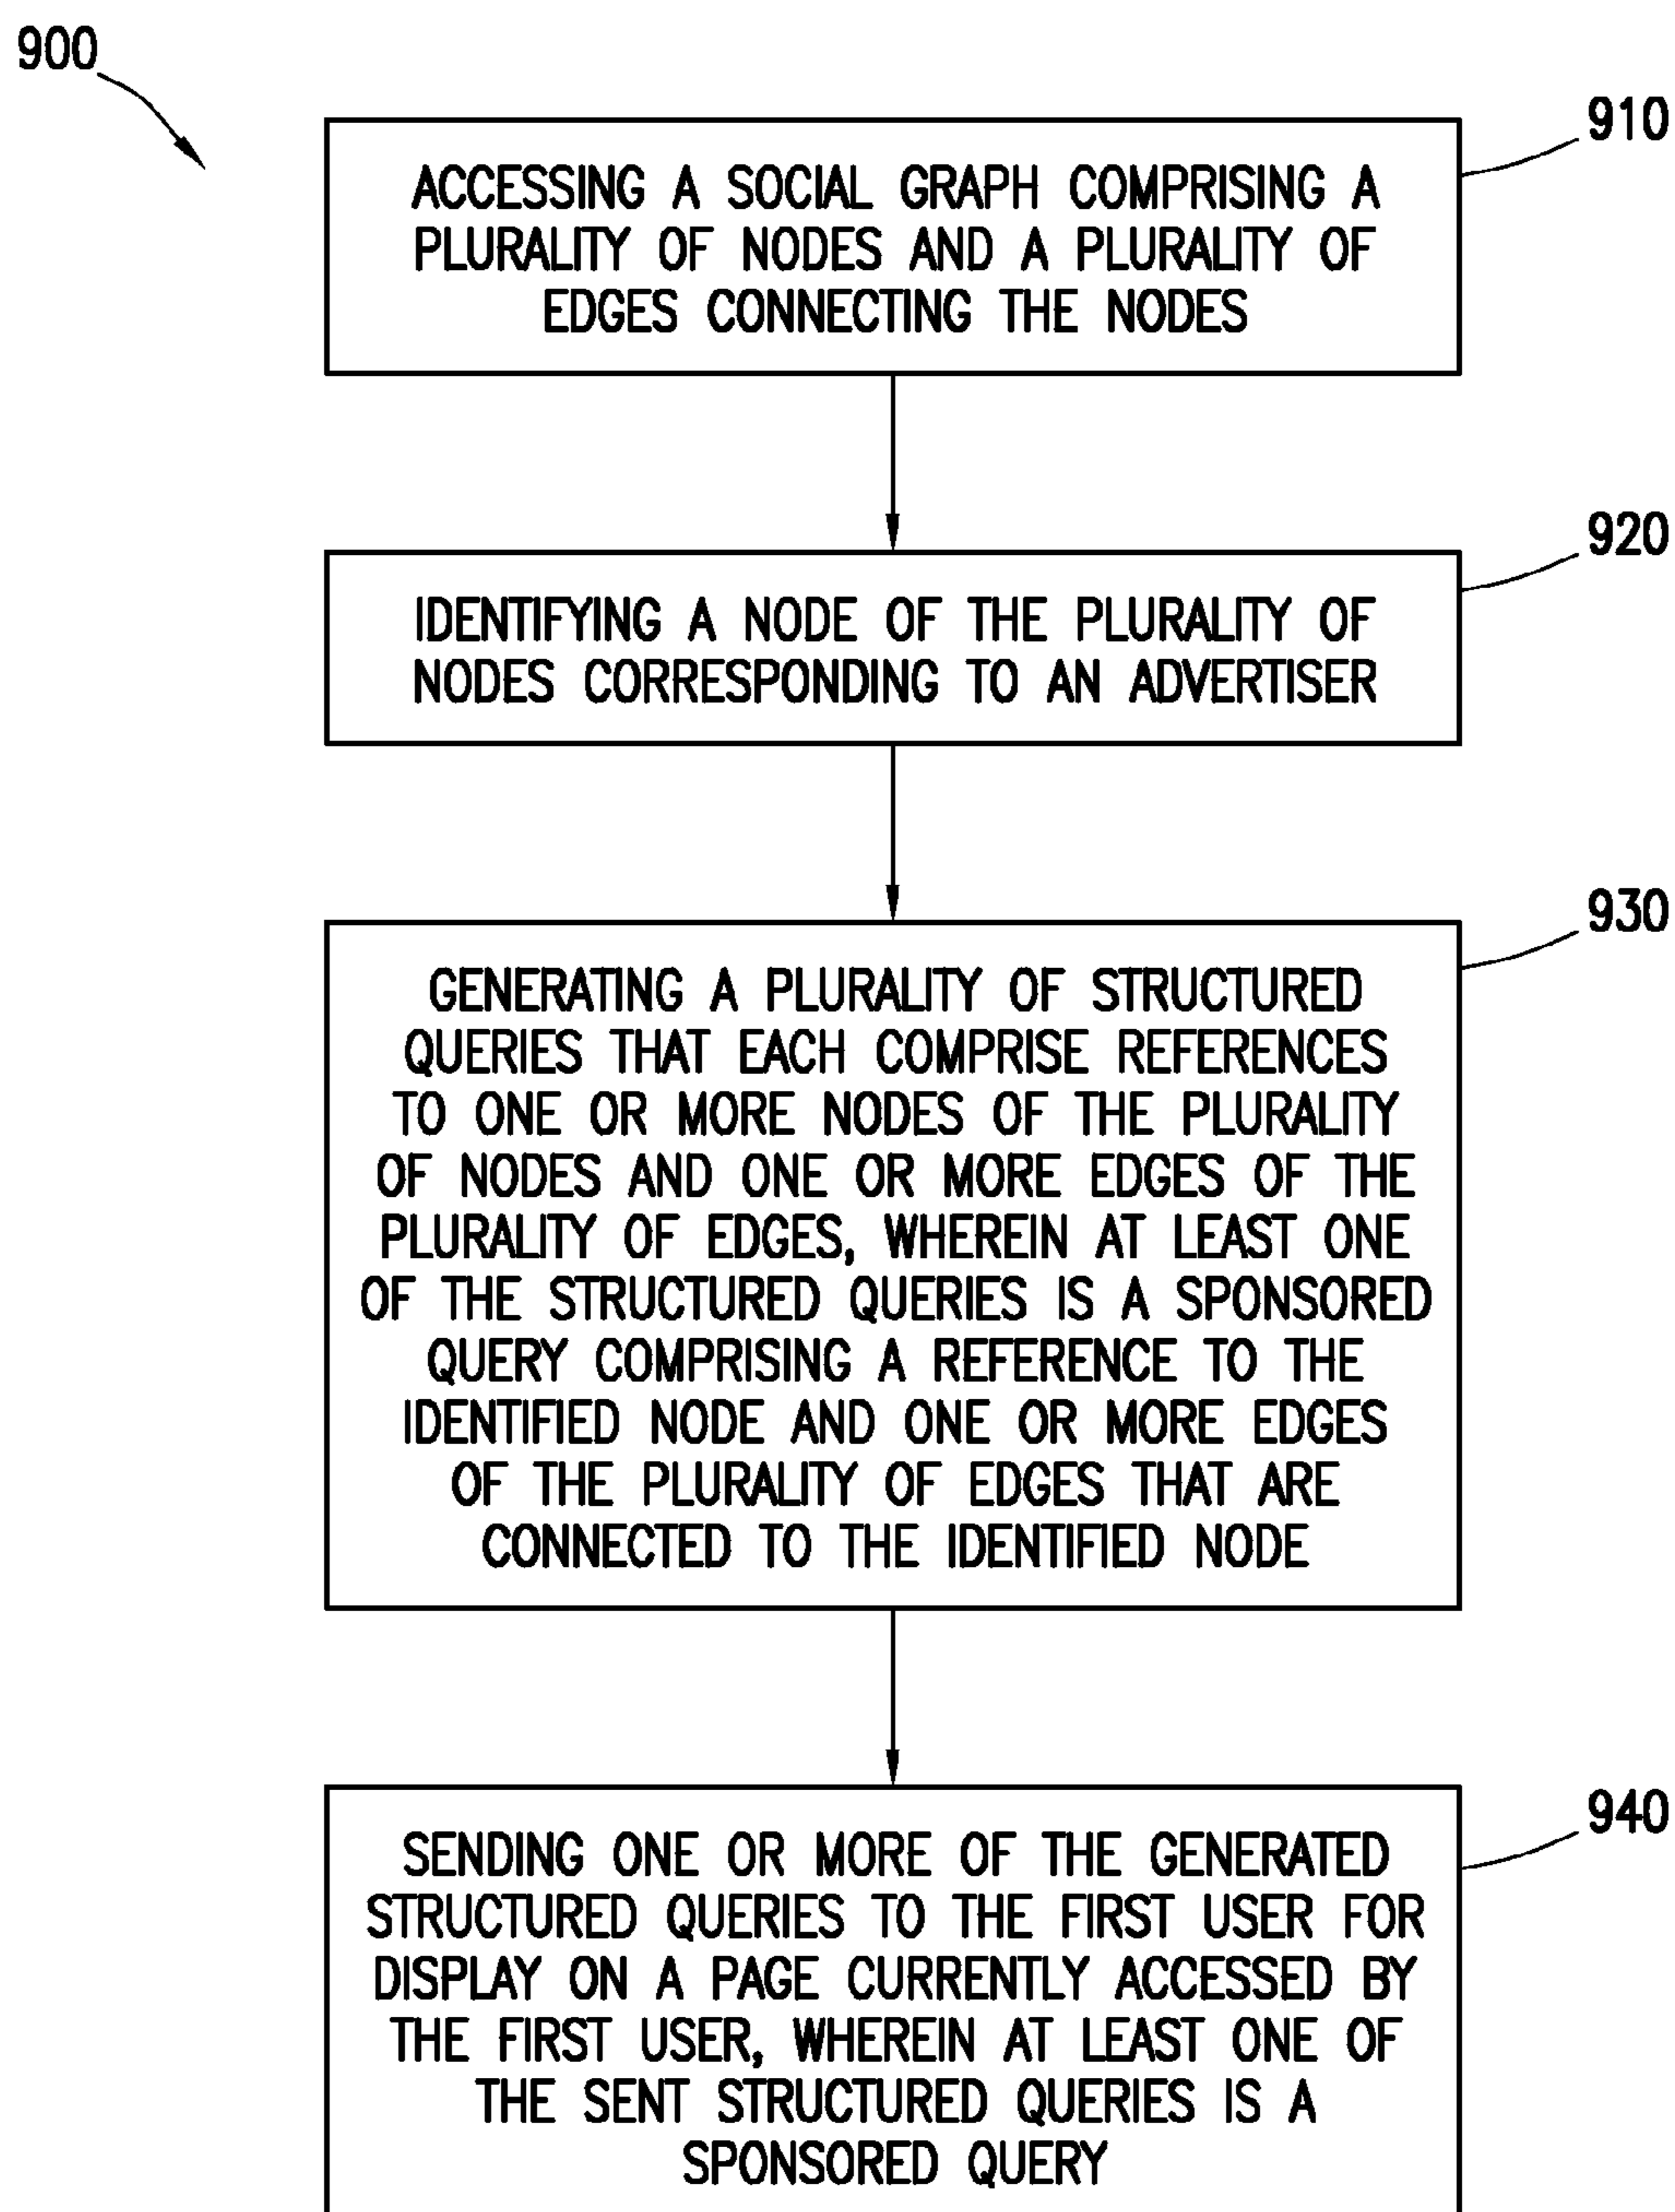 900
910
ACCESSING A SOCIAL GRAPH COMPRISING A
PLURALITY OF NODES AND A PLURALITY OF
EDGES CONNECTING THE NODES
920
IDENTIFYING A NODE OF THE PLURALITY OF
NODES CORRESPONDING TO AN ADVERTISER
930
GENERATING A PLURALITY OF STRUCTURED
QUERIES THAT EACH COMPRISE REFERENCES
TO ONE OR MORE NODES OF THE PLURALITY
OF NODES AND ONE OR MORE EDGES OF THE
PLURALITY OF EDGES, WHEREIN AT LEAST ONE
OF THE STRUCTURED QUERIES IS A SPONSORED
QUERY COMPRISING A REFERENCE TO THE
IDENTIFIED NODE AND ONE OR MORE EDGES
OF THE PLURALITY OF EDGES THAT ARE
CONNECTED TO THE IDENTIFIED NODE
940
SENDING ONE OR MORE OF THE GENERATED
STRUCTURED QUERIES TO THE FIRST USER FOR
DISPLAY ON A PAGE CURRENTLY ACCESSED BY
THE FIRST USER, WHEREIN AT LEAST ONE OF
THE SENT STRUCTURED QUERIES IS A
SPONSORED QUERY